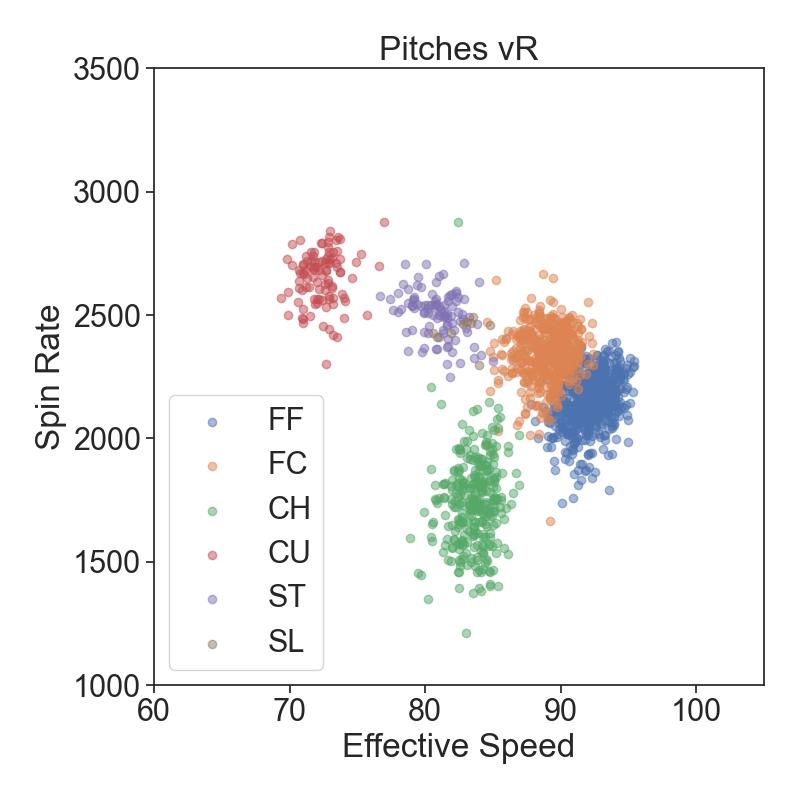 Pitches vR
3500
3000
2500
2000
1500
1000
Spin Rate
FF
FC
CH
CU
ST
SL
60 70 80 90 100
Effective Speed